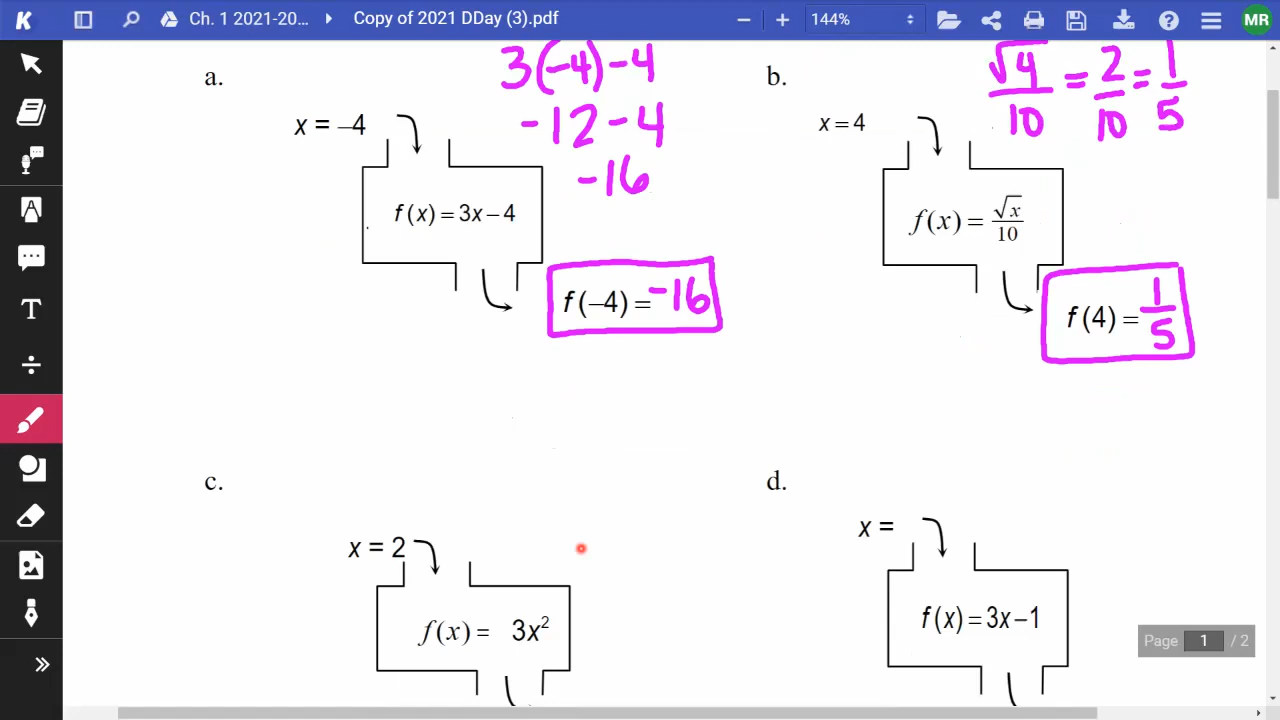 Ch. 1 2021-20... Copy of 2021 DDay (3).pdf 144% MR
a.
3(-4)-4
-12-4
-16
x = –4
f(x) = 3x – 4
f(–4) = -16
b.
√4/10 = 2/10 = 1/5
x = 4
f(x) = √x/10
f(4) = 1/5
c.
x = 2
f(x) = 3x²
d.
x =
f(x) = 3x – 1
Page 1 / 2